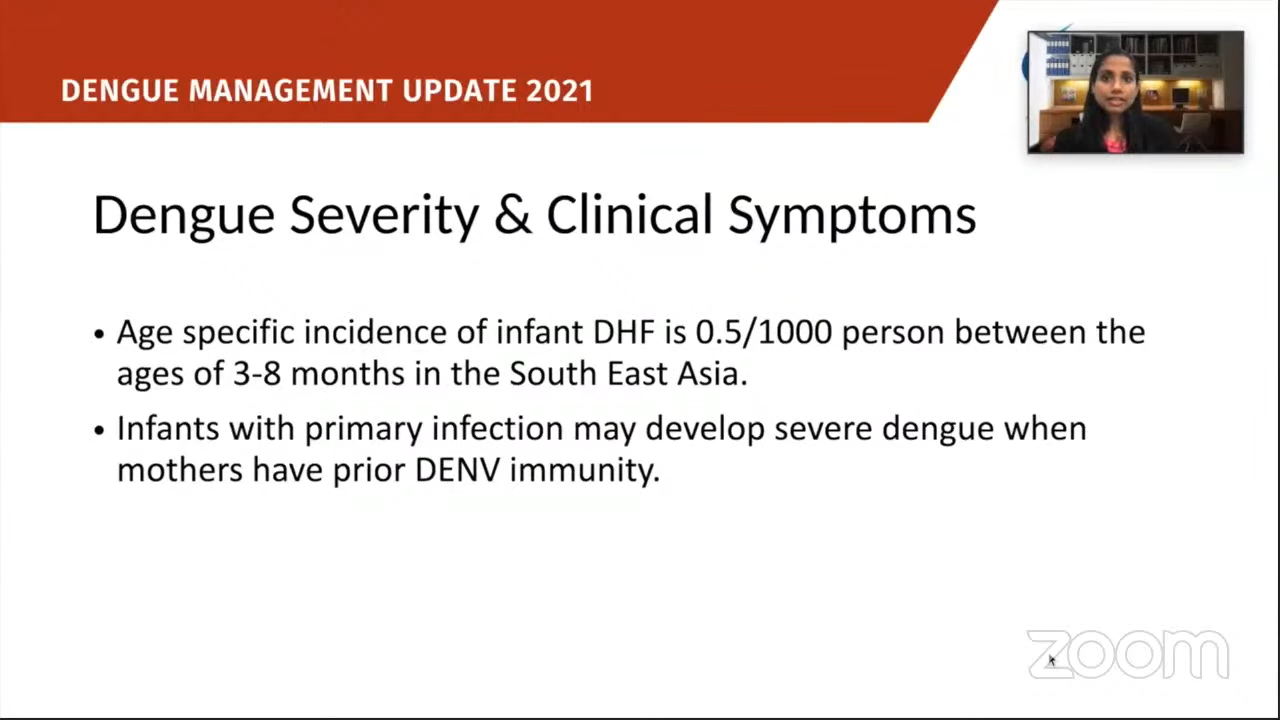 DENGUE MANAGEMENT UPDATE 2021
Dengue Severity & Clinical Symptoms
• Age specific incidence of infant DHF is 0.5/1000 person between the
ages of 3-8 months in the South East Asia.
• Infants with primary infection may develop severe dengue when
mothers have prior DENV immunity.
zoom